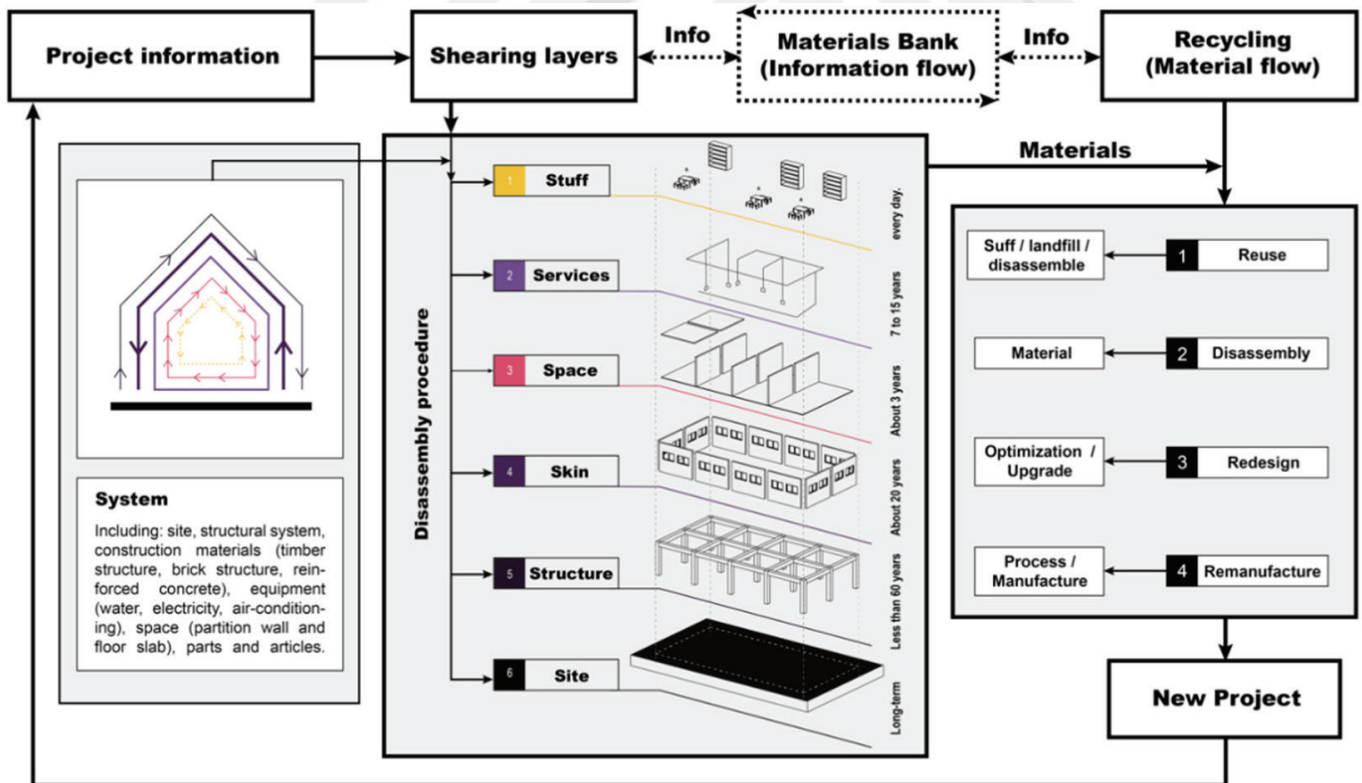 Project information
Shearing layers
Info
Materials Bank
(Information flow)
Info
Recycling
(Material flow)
System
Including: site, structural system,
construction materials (timber
structure, brick structure, rein-
forced concrete), equipment
(water, electricity, air-condition-
ing), space (partition wall and
floor slab), parts and articles.
Disassembly procedure
1 Stuff
every day.
2 Services
7 to 15 years
3 Space
About 3 years
4 Skin
About 20 years
5 Structure
Less than 60 years
6 Site
Long-term
Materials
Suff / landfill /
disassemble
1 Reuse
Material
2 Disassembly
Optimization /
Upgrade
3 Redesign
Process /
Manufacture
4 Remanufacture
New Project